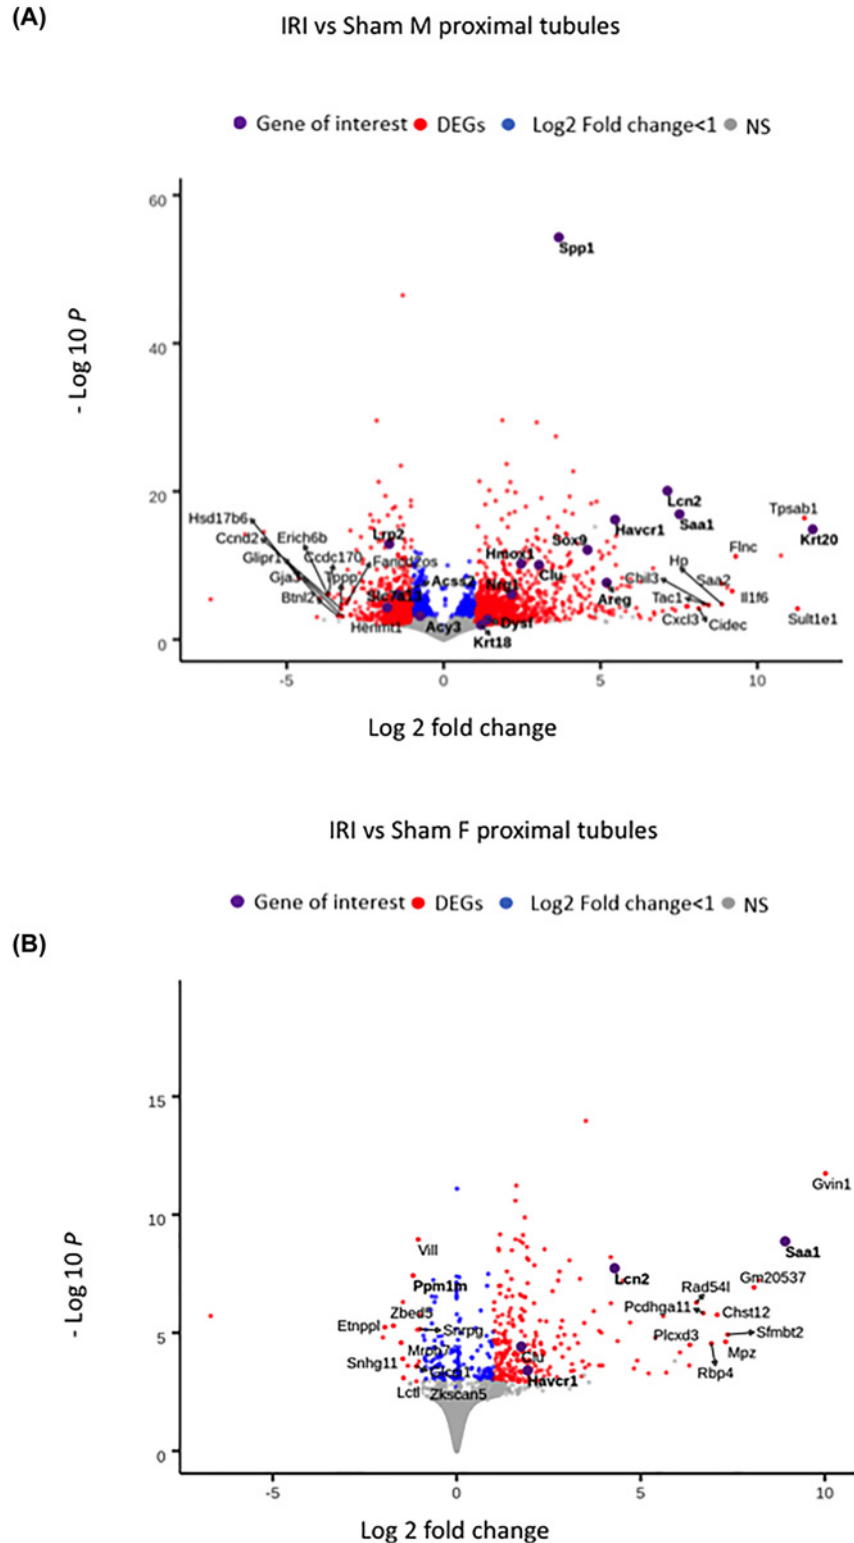 (A)
IRI vs Sham M proximal tubules
Gene of interest DEGs Log2 Fold change<1 NS
60
Spp1
40
- Log 10 P
20
Lcn2
Saa1
Tpsab1
Krt20
Hsd17b6
Ccnd2 Erich6b
Lrp2
Havcr1
Sox9
Flnc
Glipr1 Ccdc170
Hmox1
Hp
Gja3 Tppp
Acss2
Clu
Saa2
Btnl2
Areg
Tac1
Il1f6
Acy3
Dysf
Cxcl3 Cidec
Sult1e1
Krt18
0
-5 0 5 10
Log 2 fold change
IRI vs Sham F proximal tubules
Gene of interest DEGs Log2 Fold change<1 NS
(B)
15
Gvin1
10
- Log 10 P
Vill
Saa1
Ppm1m
Lcn2
Gm20537
Rad54l
Zbed5
Pcdhga11
Chst12
Etnppl
Snrpg
5
Plcxd3
Sfmbt2
Mpz
Clu
Snhg11
Rbp4
Havcr1
Lctl Zkscan5
0
-5 0 5 10
Log 2 fold change